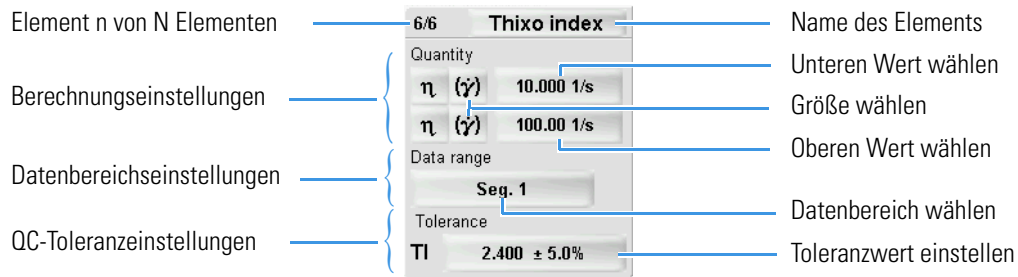 Element n von N Elementen
6/6
Thixo index
Name des Elements
Quantity
Unteren Wert wählen
η (γ̇) 10.000 1/s
Berechnungseinstellungen
Größe wählen
η (γ̇) 100.00 1/s
Oberen Wert wählen
Data range
Datenbereichseinstellungen
Seg. 1
Datenbereich wählen
Tolerance
QC-Toleranzeinstellungen
TI 2.400 ± 5.0%
Toleranzwert einstellen